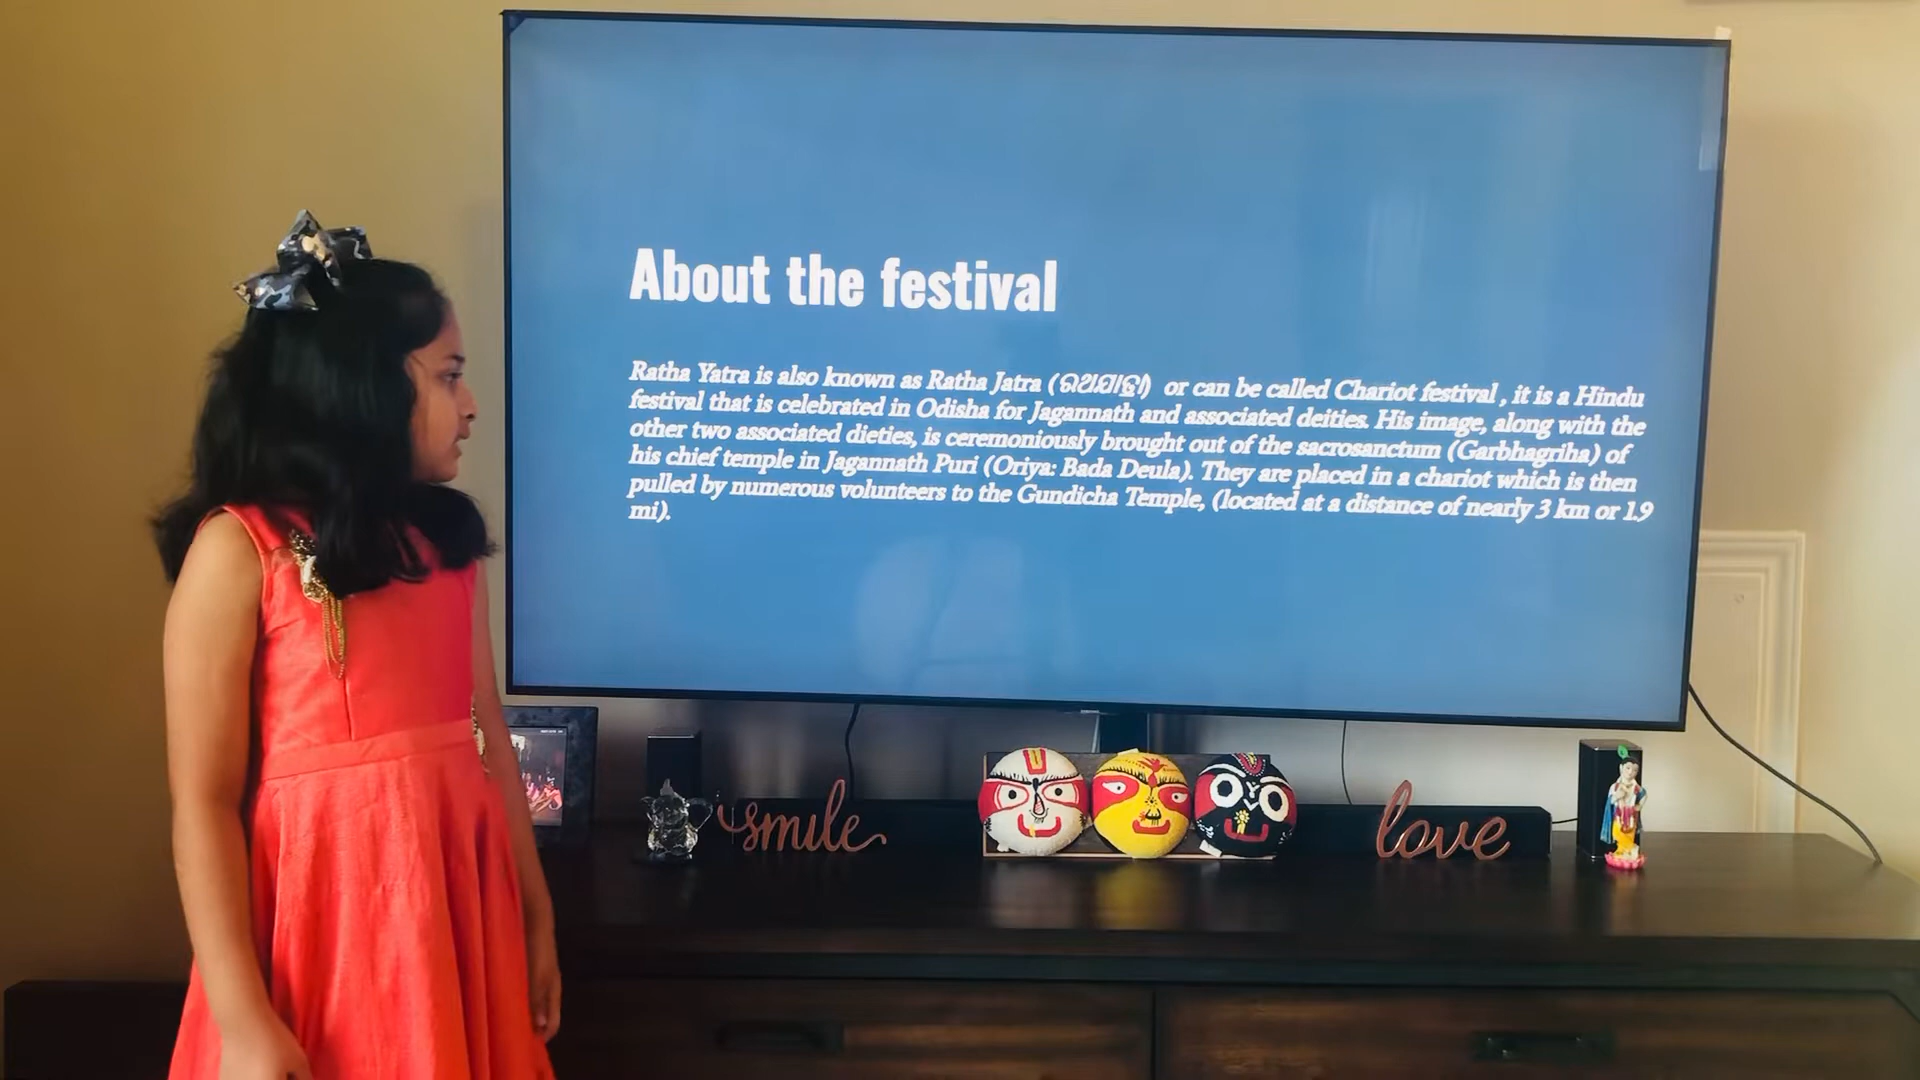 About the festival
Ratha Yatra is also known as Ratha Jatra (ରଥଯାତ୍ରା) or can be called Chariot festival , it is a Hindu
festival that is celebrated in Odisha for Jagannath and associated deities. His image, along with the
other two associated dieties, is ceremoniously brought out of the sacrosanctum (Garbhagriha) of
his chief temple in Jagannath Puri (Oriya: Bada Deula). They are placed in a chariot which is then
pulled by numerous volunteers to the Gundicha Temple, (located at a distance of nearly 3 km or 1.9
mi).
smile
love